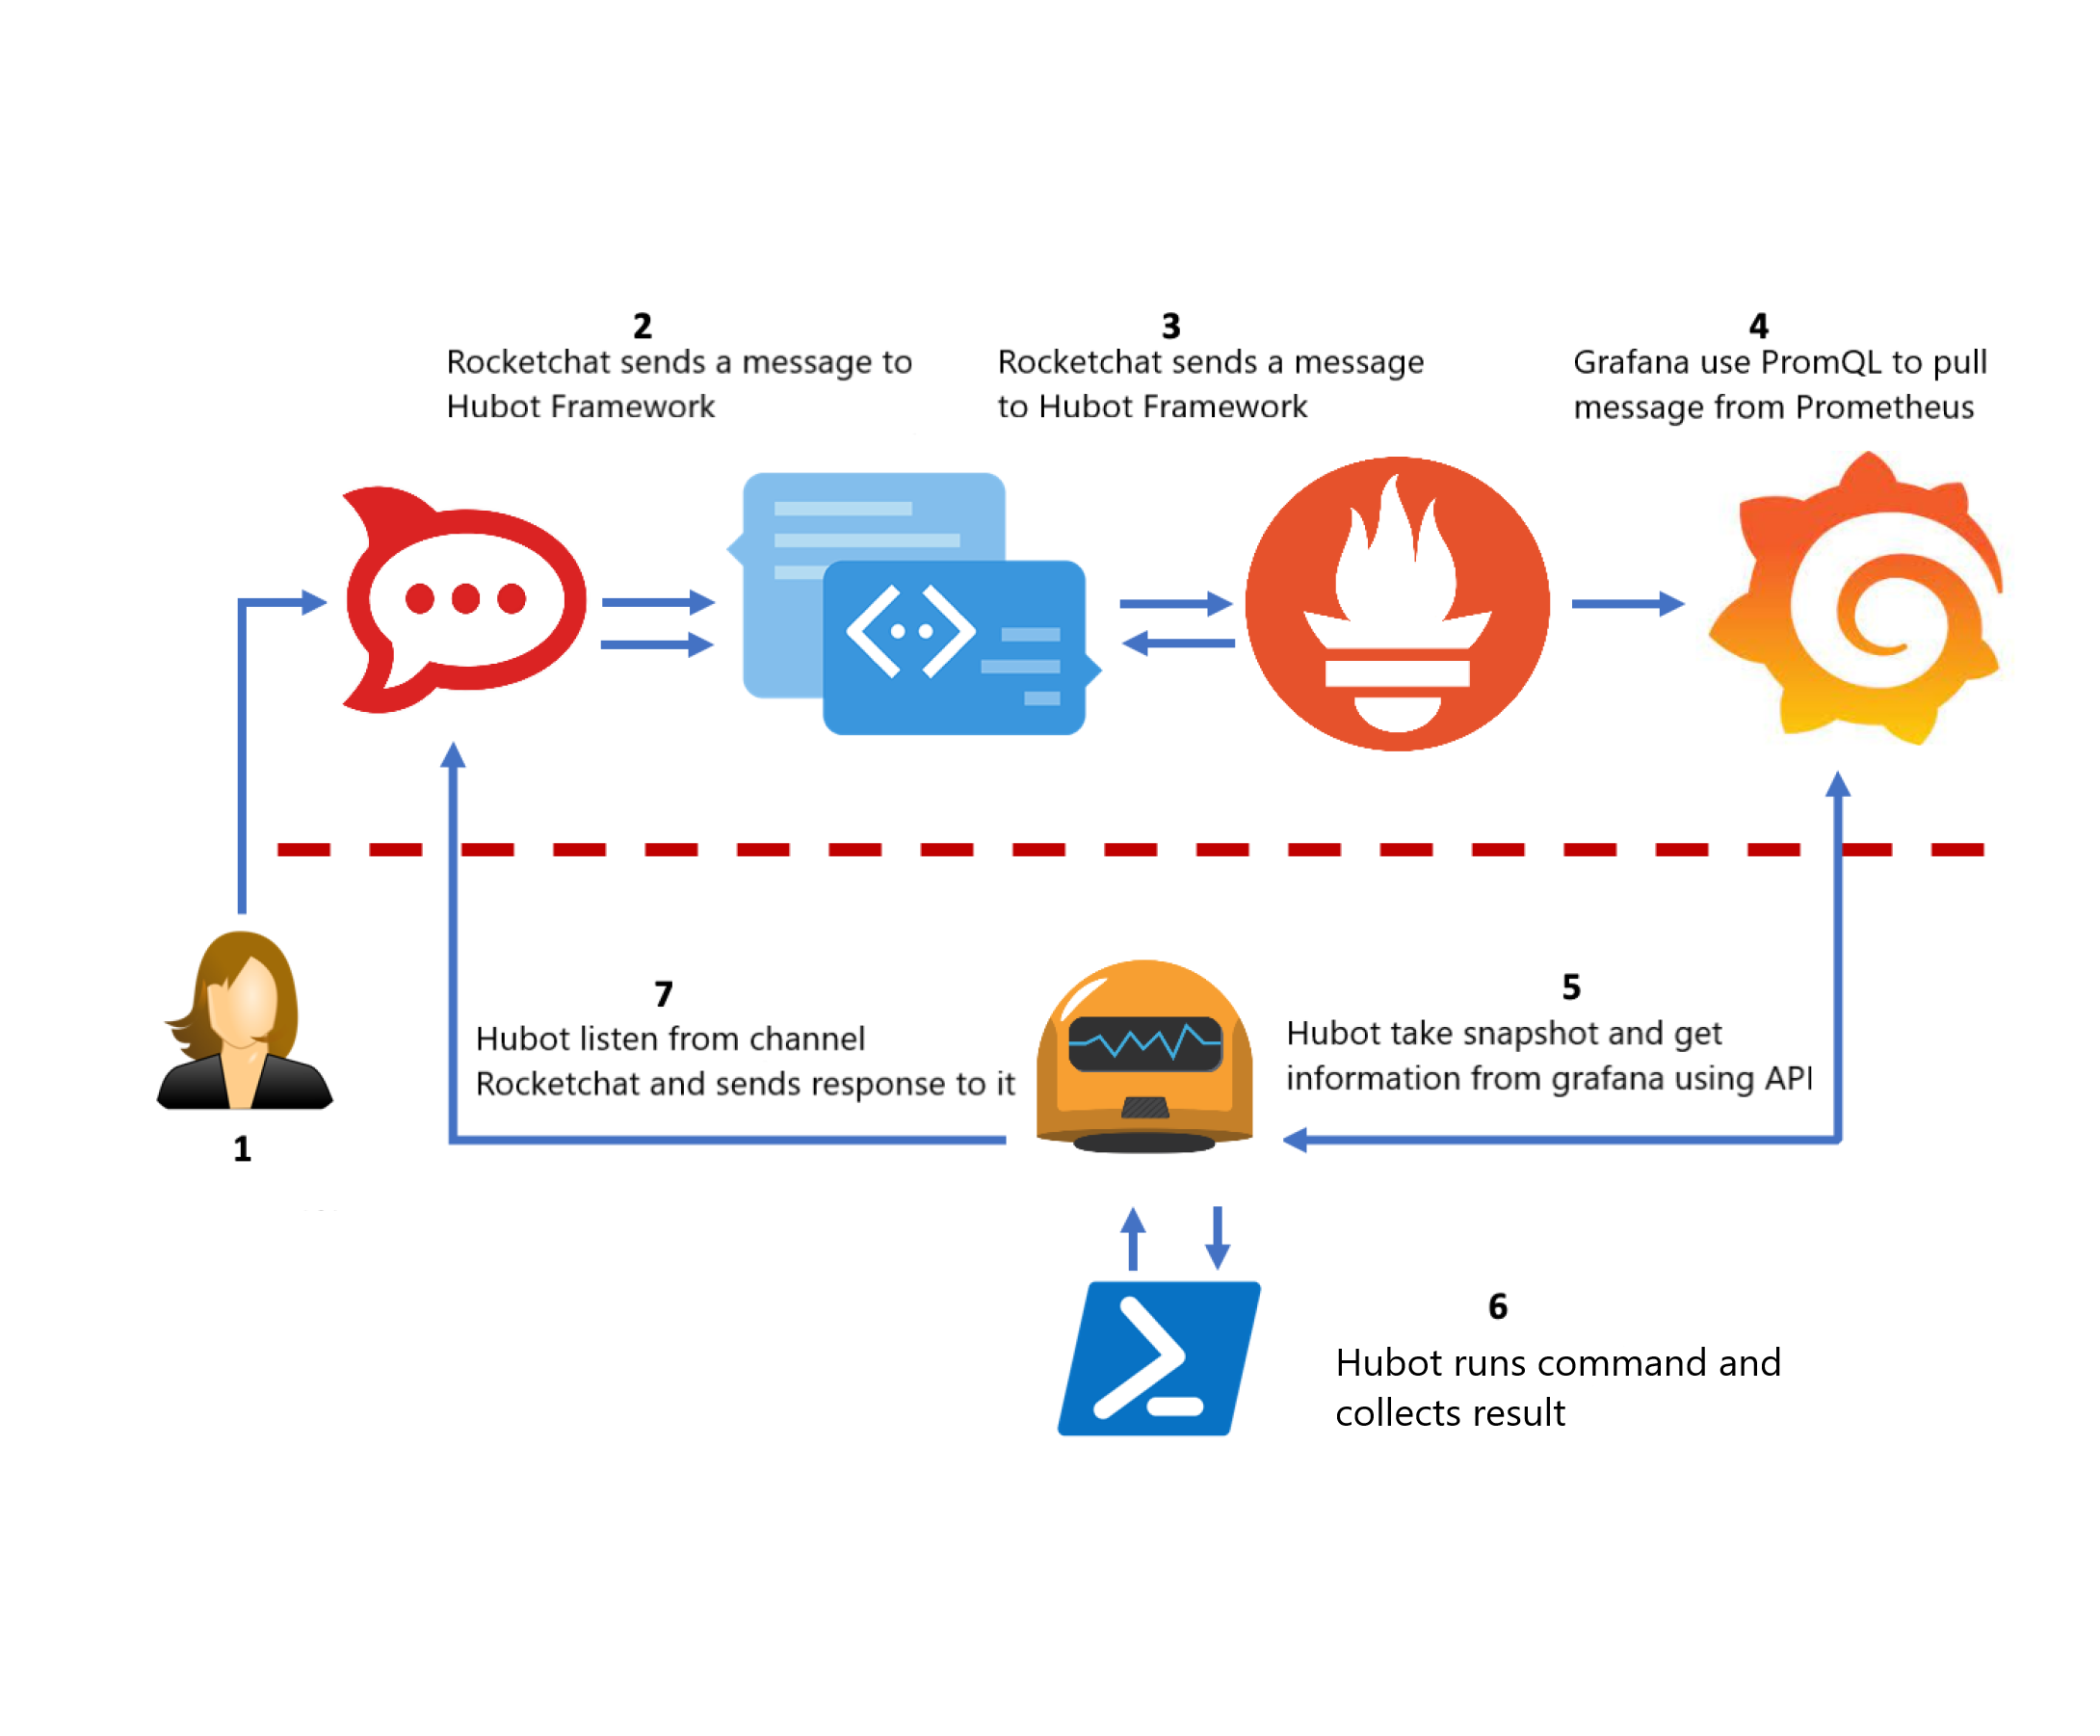 2
Rocketchat sends a message to
Hubot Framework
3
Rocketchat sends a message
to Hubot Framework
4
Grafana use PromQL to pull
message from Prometheus
1
7
Hubot listen from channel
Rocketchat and sends response to it
5
Hubot take snapshot and get
information from grafana using API
6
Hubot runs command and
collects result